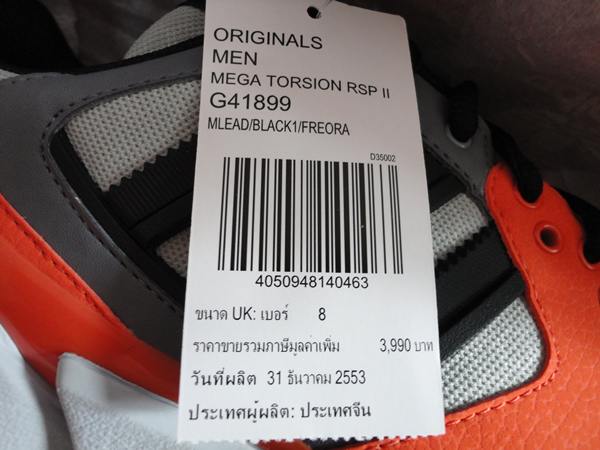 ORIGINALS
MEN
MEGA TORSION RSP II
G41899
MLEAD/BLACK1/FREORA
D35002
4050948140463
ขนาด UK: เบอร์ 8
ราคาขายรวมภาษีมูลค่าเพิ่ม 3,990 บาท
วันที่ผลิต 31 ธันวาคม 2553
ประเทศผู้ผลิต: ประเทศจีน